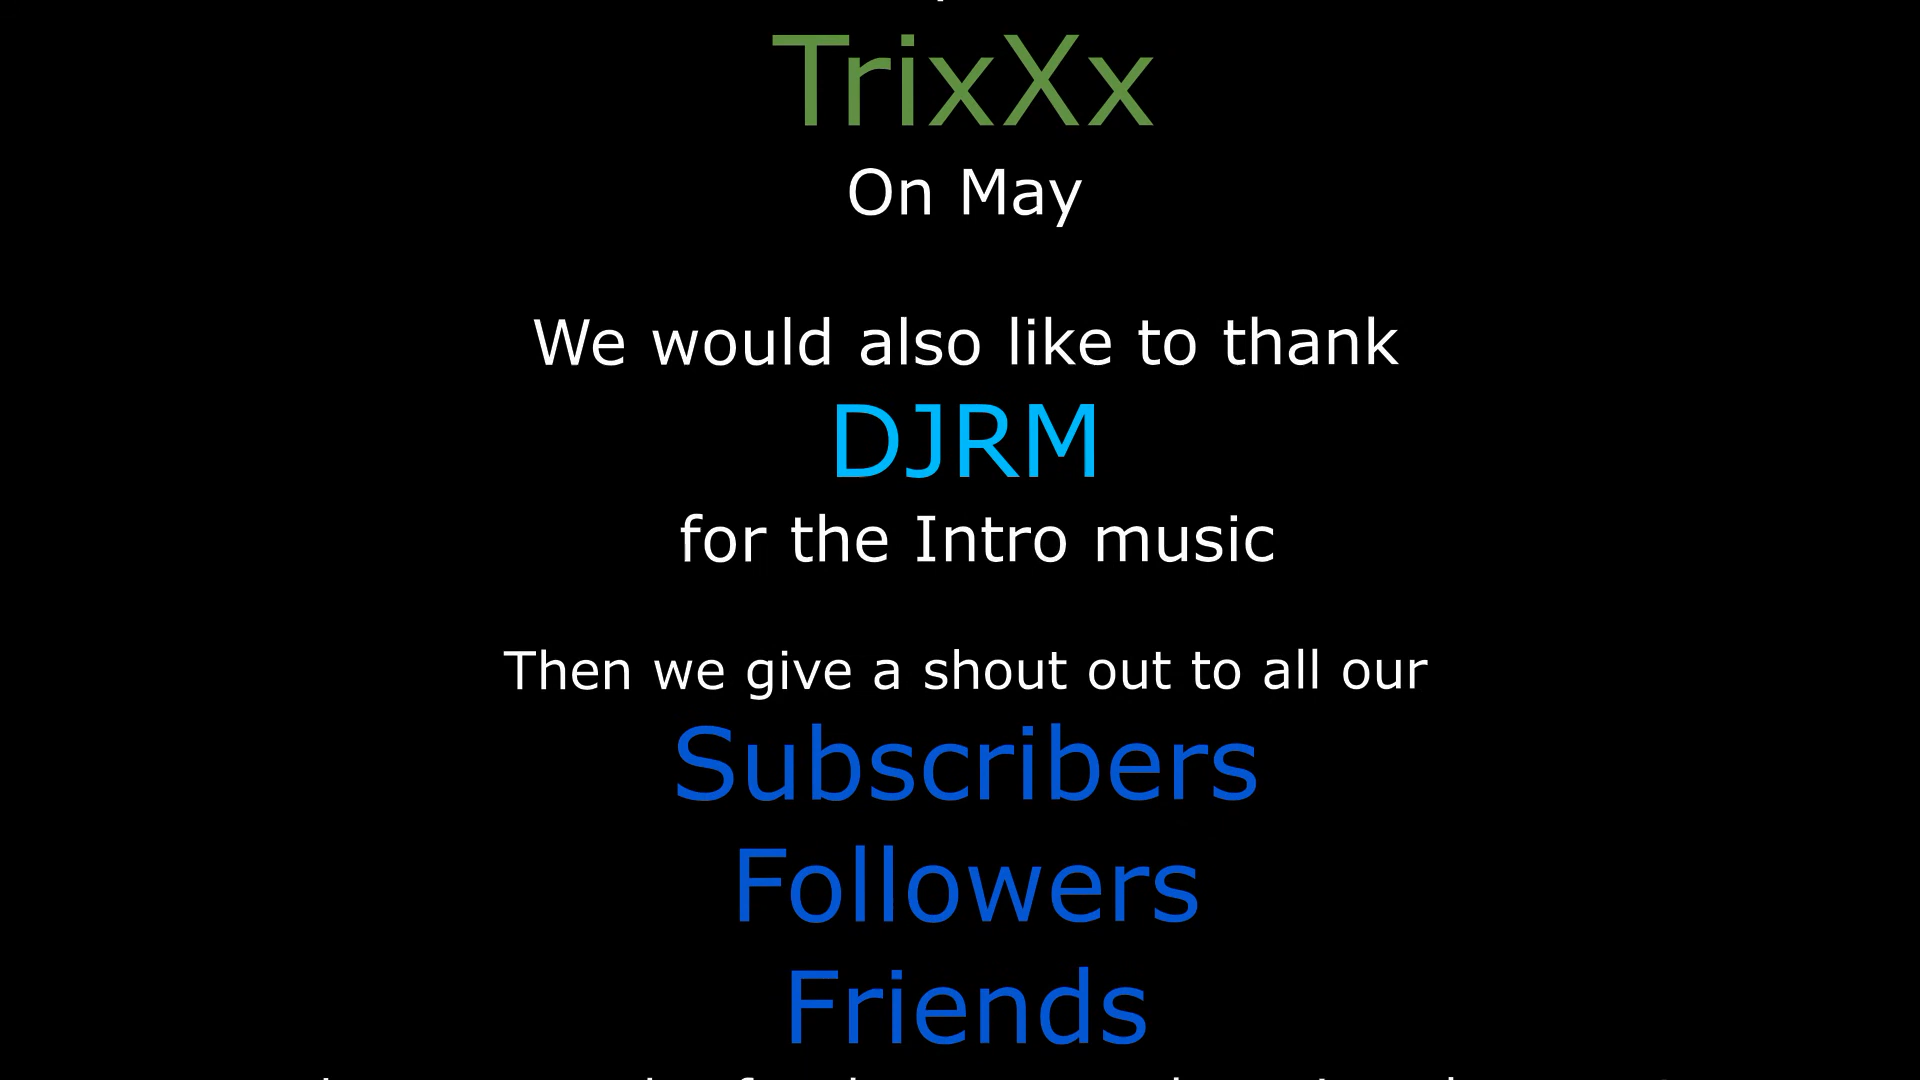 TrixXx
On May
We would also like to thank
DJRM
for the Intro music
Then we give a shout out to all our
Subscribers
Followers
Friends